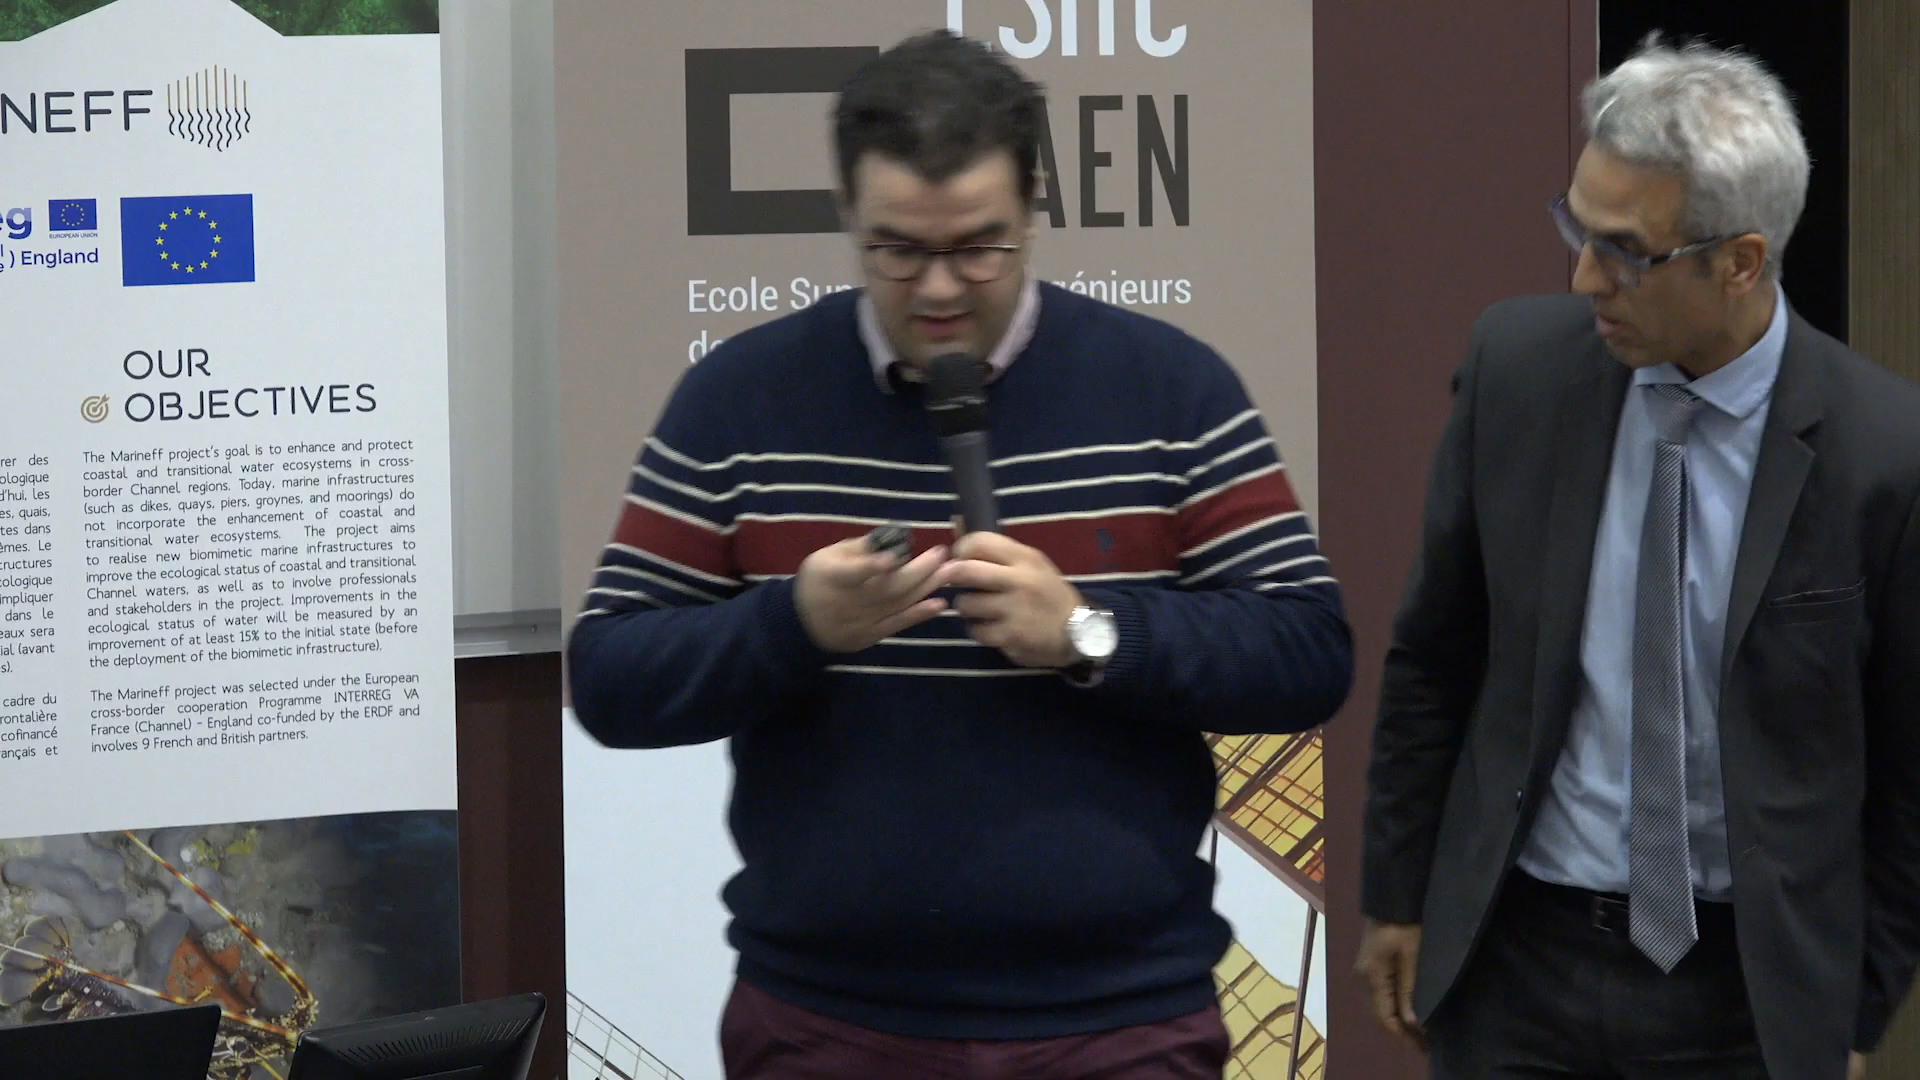 NEFF
eg
EUROPEAN UNION
) England
OUR
OBJECTIVES
The Marineff project's goal is to enhance and protect
coastal and transitional water ecosystems in cross-
border Channel regions. Today, marine infrastructures
(such as dikes, quays, piers, groynes, and moorings) do
not incorporate the enhancement of coastal and
transitional water ecosystems. The project aims
to realise new biomimetic marine infrastructures to
improve the ecological status of coastal and transitional
Channel waters, as well as to involve professionals
and stakeholders in the project. Improvements in the
ecological status of water will be measured by an
improvement of at least 15% to the initial state (before
the deployment of the biomimetic infrastructure).
The Marineff project was selected under the European
cross-border cooperation Programme INTERREG VA
France (Channel) - England co-funded by the ERDF and
involves 9 French and British partners.
rer des
ologique
d'hui, les
es, quais,
tes dans
èmes. Le
tructures
cologique
impliquer
dans le
eaux sera
ial (avant
s).
cadre du
rontalière
cofinancé
ançais et
esitc
AEN
Ecole Su
génieurs
de